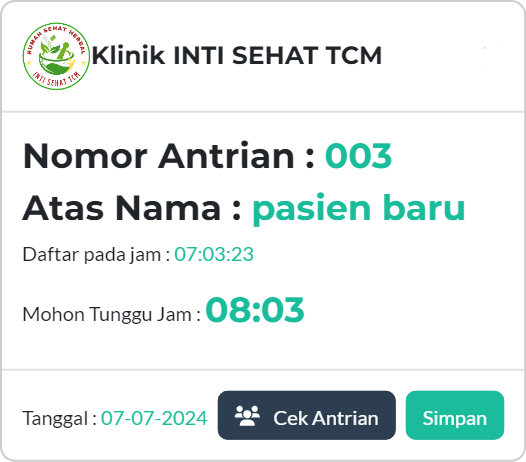 RUMAH SEHAT HERBAL
INTI SEHAT TCM
Klinik INTI SEHAT TCM
Nomor Antrian : 003
Atas Nama : pasien baru
Daftar pada jam : 07:03:23
Mohon Tunggu Jam : 08:03
Tanggal : 07-07-2024
Cek Antrian
Simpan